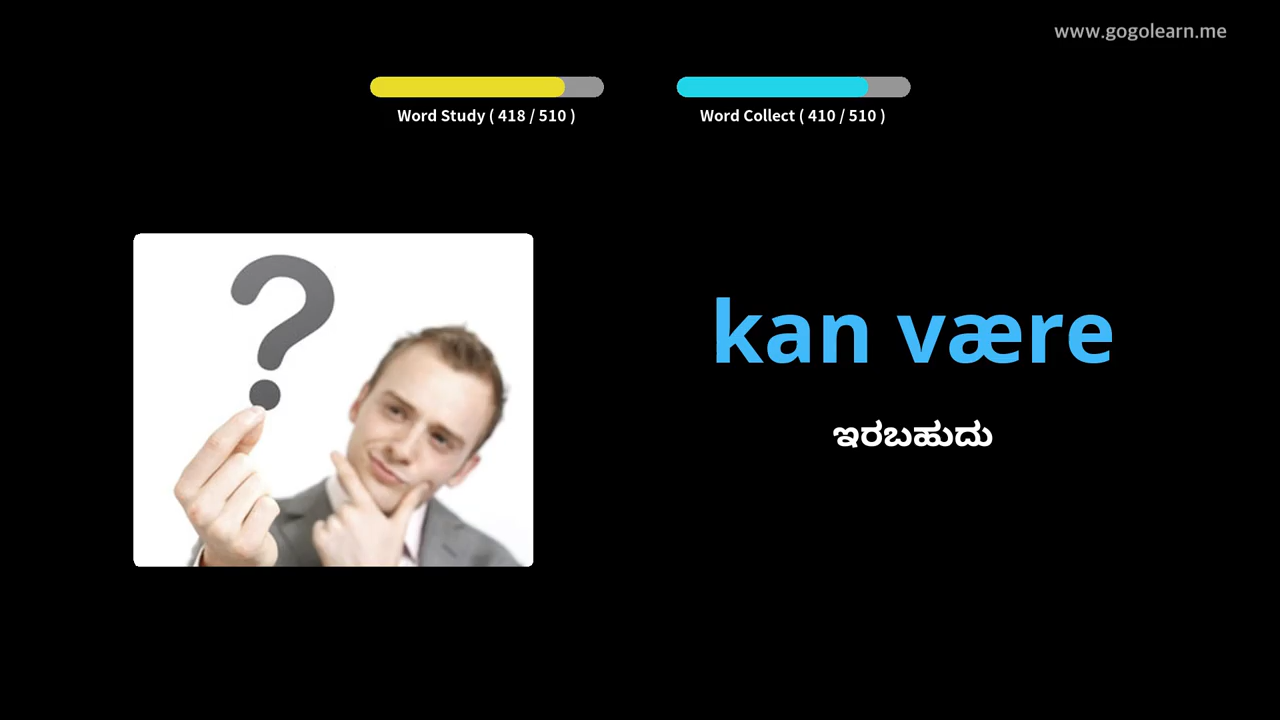 www.gogolearn.me
Word Study ( 418 / 510 )
Word Collect ( 410 / 510 )
?
kan være
ಇರಬಹುದು